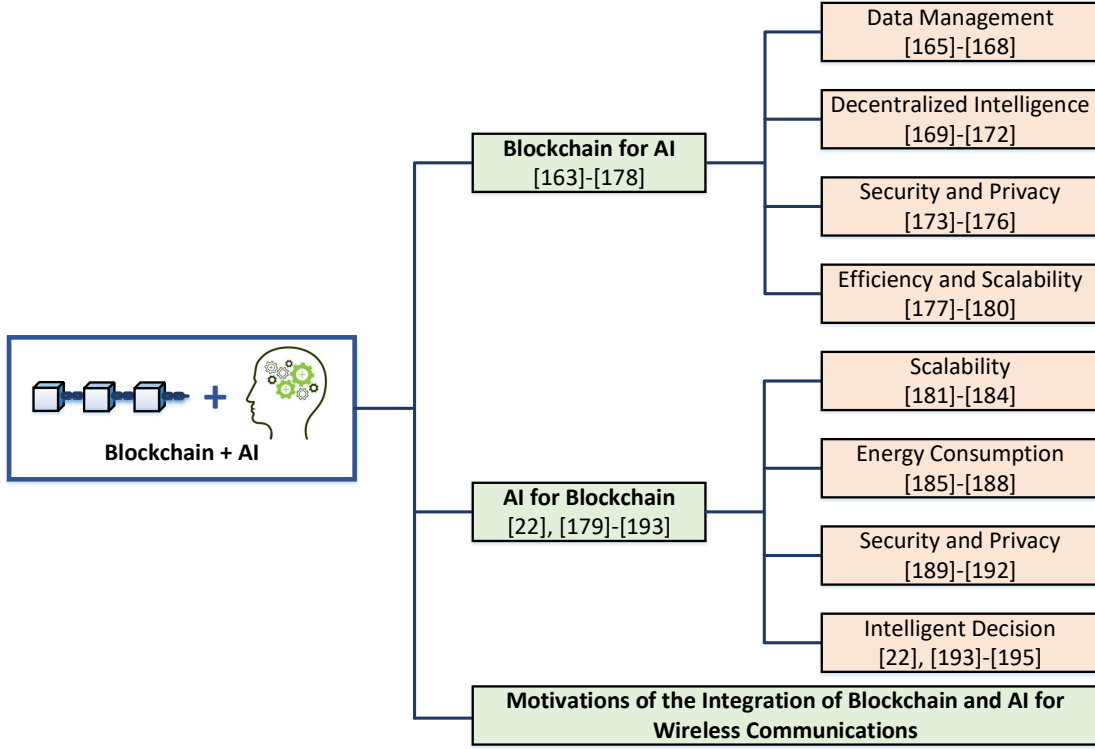 Data Management
[165]-[168]
Decentralized Intelligence
[169]-[172]
Blockchain for AI
[163]-[178]
Security and Privacy
[173]-[176]
Efficiency and Scalability
[177]-[180]
Blockchain + AI
Scalability
[181]-[184]
Energy Consumption
[185]-[188]
AI for Blockchain
[22], [179]-[193]
Security and Privacy
[189]-[192]
Intelligent Decision
[22], [193]-[195]
Motivations of the Integration of Blockchain and AI for
Wireless Communications